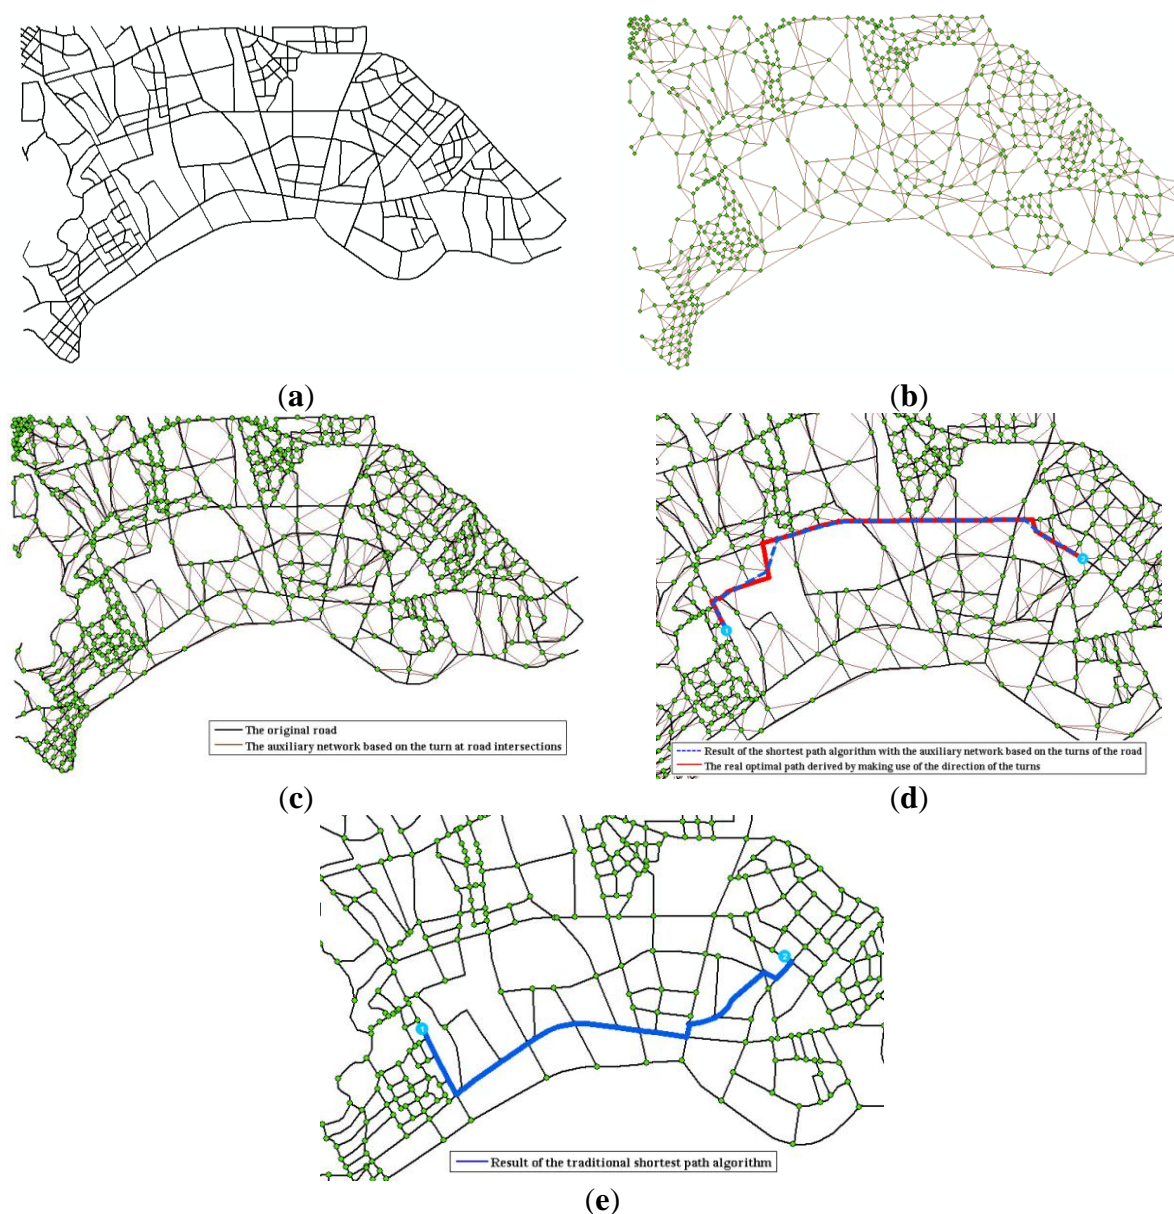 (a)
(b)
The original road
The auxiliary network based on the turn at road intersections
Result of the shortest path algorithm with the auxiliary network based on the turns of the road
The real optimal path derived by making use of the direction of the turns
(c)
(d)
1
2
Result of the traditional shortest path algorithm
(e)